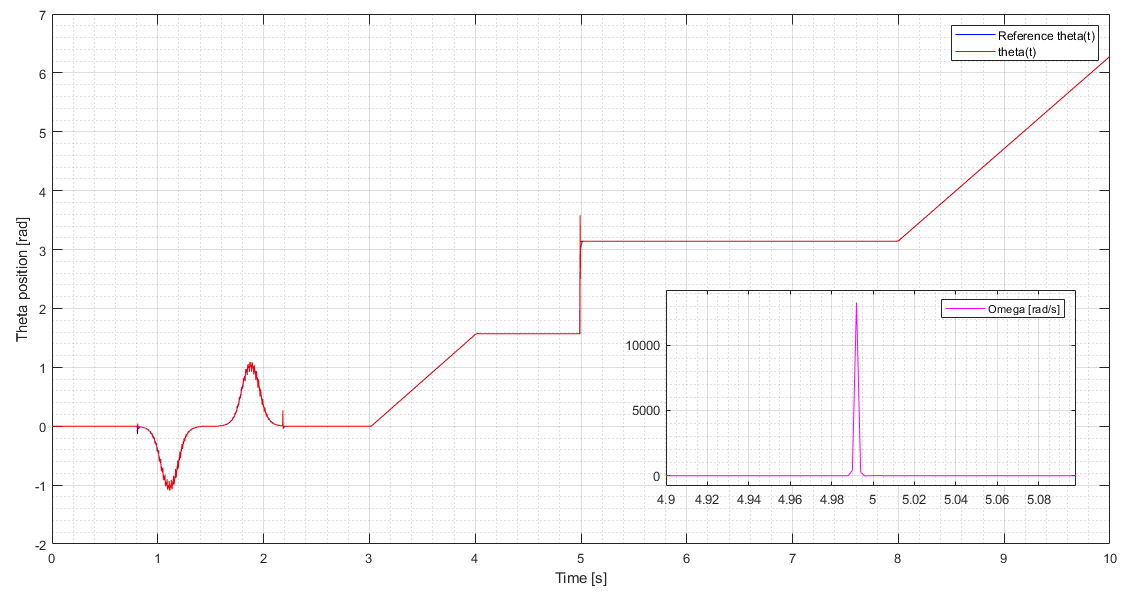 7
6
5
4
3
2
1
0
-1
-2
Theta position [rad]
Reference theta(t)
theta(t)
Omega [rad/s]
10000
5000
0
4.9 4.92 4.94 4.96 4.98 5 5.02 5.04 5.06 5.08
0 1 2 3 4 5 6 7 8 9 10
Time [s]